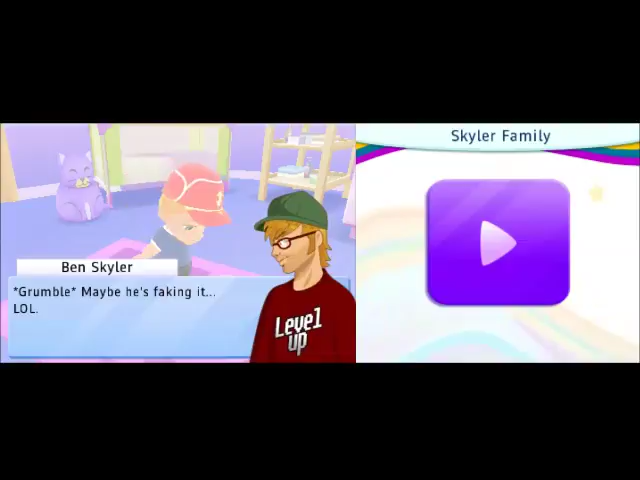 Skyler Family
Ben Skyler
*Grumble* Maybe he's faking it...
LOL.
Level
up